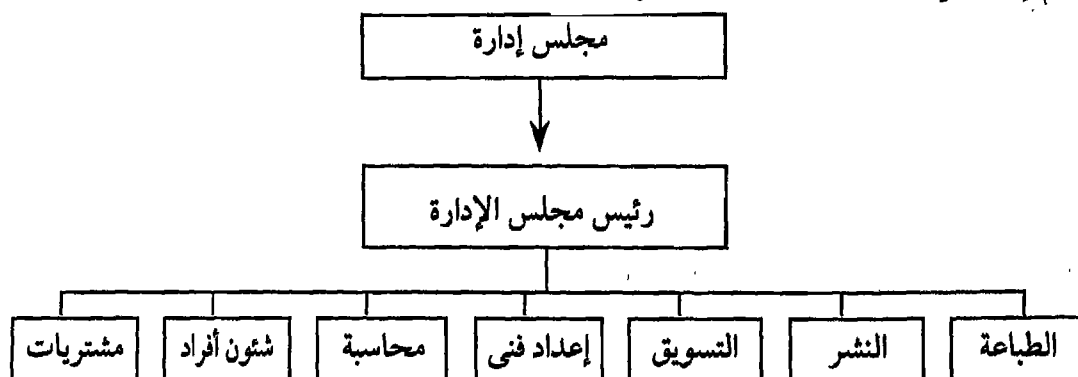 مجلس إدارة
رئيس مجلس الإدارة
الطباعة
النشر
التسويق
إعداد فنى
محاسبة
شئون أفراد
مشتريات